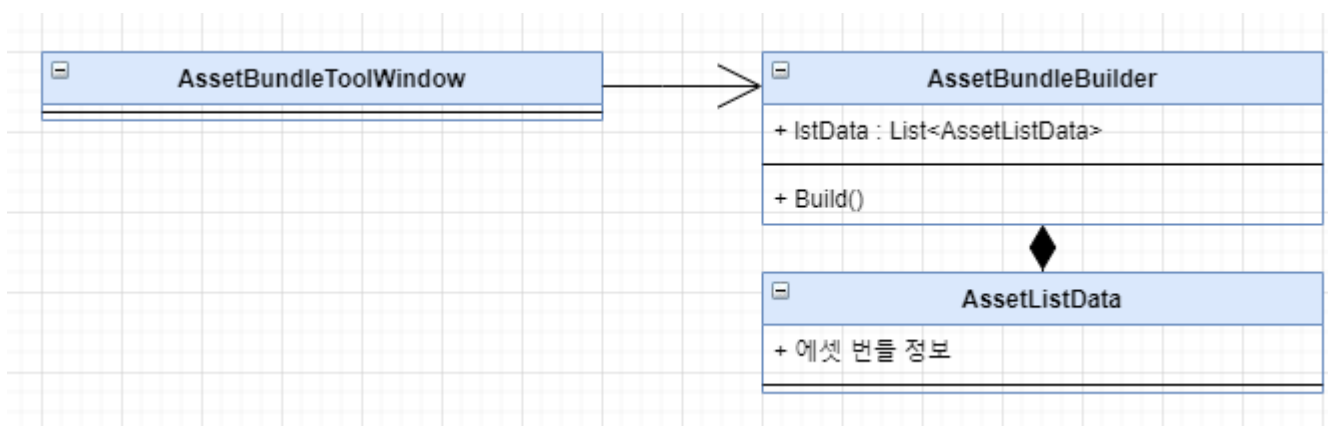 AssetBundleToolWindow
AssetBundleBuilder
+ lstData : List<AssetListData>
+ Build()
AssetListData
+ 에셋 번들 정보